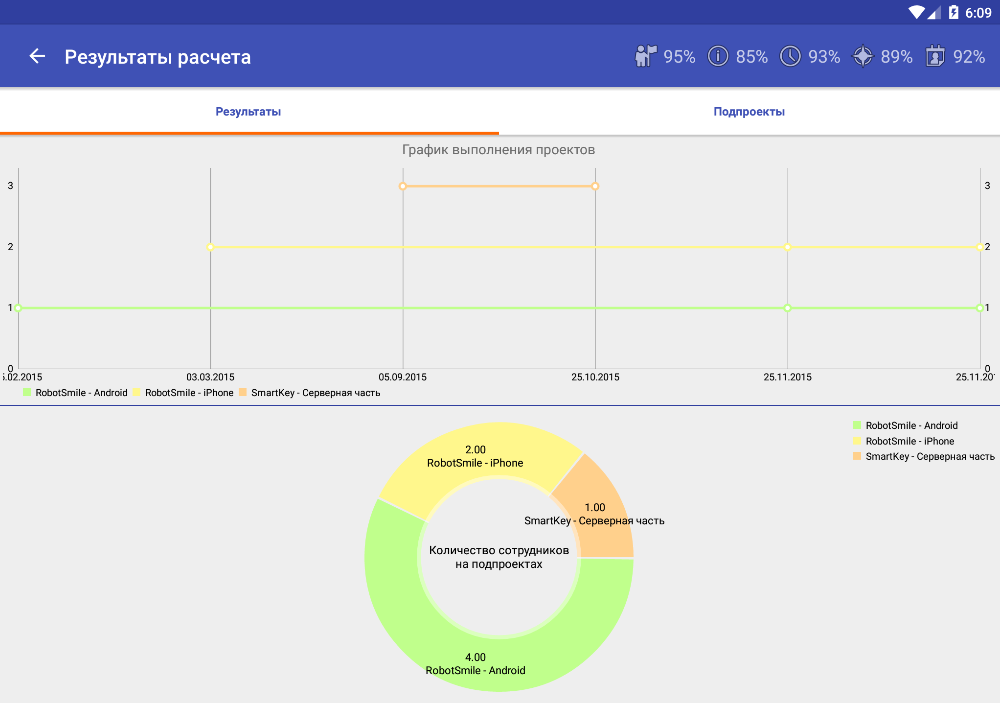 6:09
Результаты расчета
95% 85% 93% 89% 92%
Результаты Подпроекты
График выполнения проектов
3 3
2 2
1 1
0 0
.02.2015 03.03.2015 05.09.2015 25.10.2015 25.11.2015 25.11.20
RobotSmile - Android RobotSmile - iPhone SmartKey - Серверная часть
RobotSmile - Android
RobotSmile - iPhone
SmartKey - Серверная часть
2.00
RobotSmile - iPhone
1.00
SmartKey - Серверная часть
Количество сотрудников
на подпроектах
4.00
RobotSmile - Android